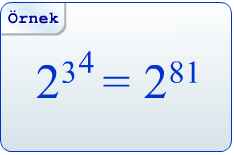 Örnek
2^{3^4} = 2^{81}